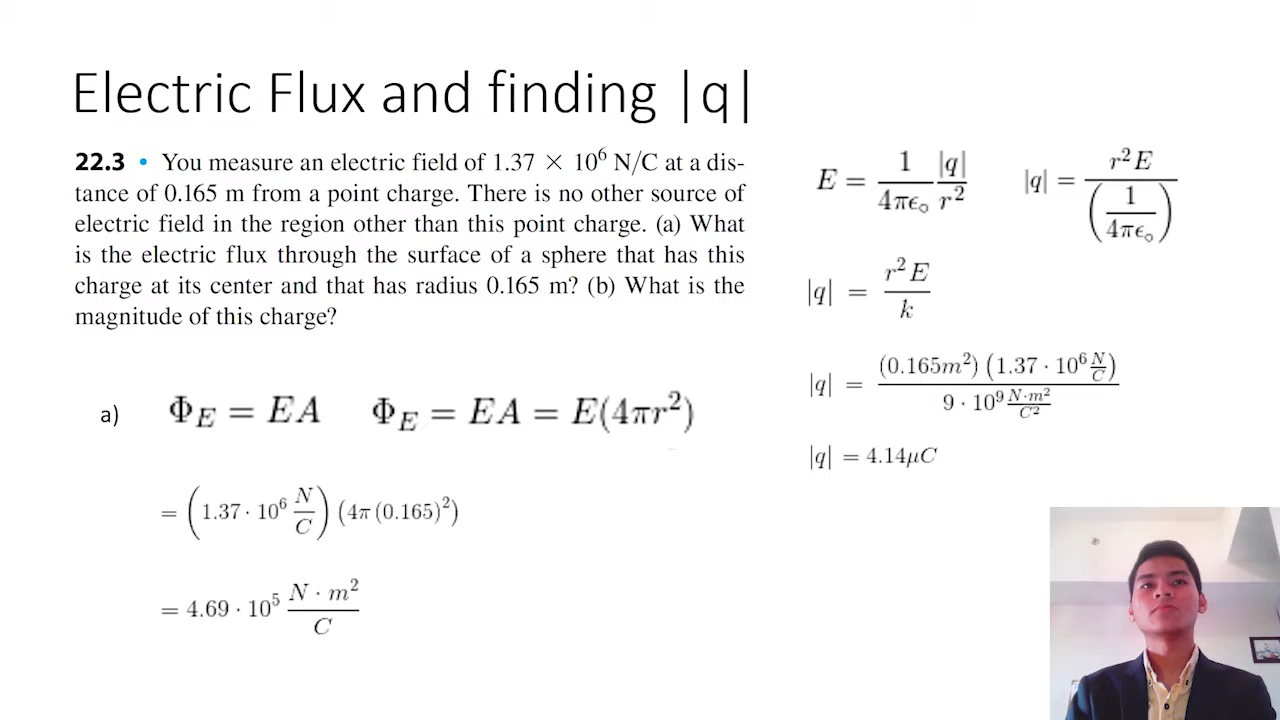 Electric Flux and finding |q|
22.3 • You measure an electric field of 1.37 × 10⁶ N/C at a dis-
tance of 0.165 m from a point charge. There is no other source of
electric field in the region other than this point charge. (a) What
is the electric flux through the surface of a sphere that has this
charge at its center and that has radius 0.165 m? (b) What is the
magnitude of this charge?
a) Φ_E = EA Φ_E = EA = E(4πr²)
= (1.37 · 10⁶ N/C) (4π (0.165)²)
= 4.69 · 10⁵ N · m²/C
E = 1/(4πϵ₀) |q|/r² |q| = r²E/(1/(4πϵ₀))
|q| = r²E/k
|q| = (0.165m²) (1.37 · 10⁶ N/C)/(9 · 10⁹ N·m²/C²)
|q| = 4.14μC